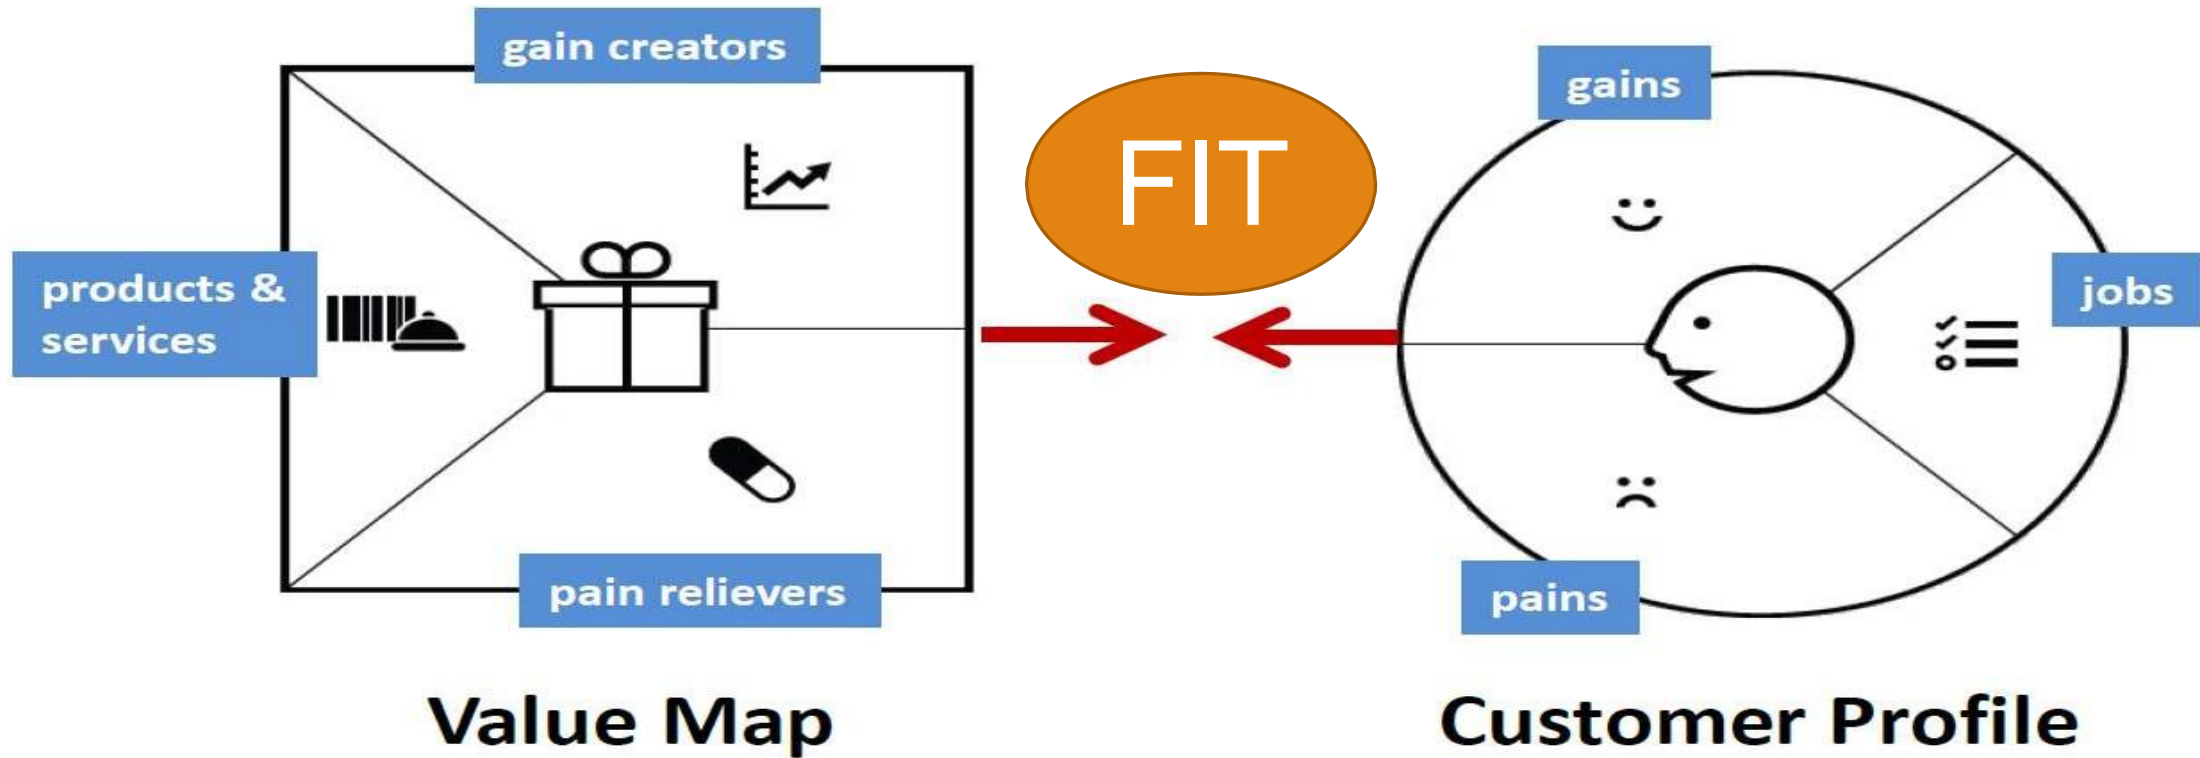 gain creators
products &
services
pain relievers
Value Map
FIT
gains
jobs
pains
Customer Profile